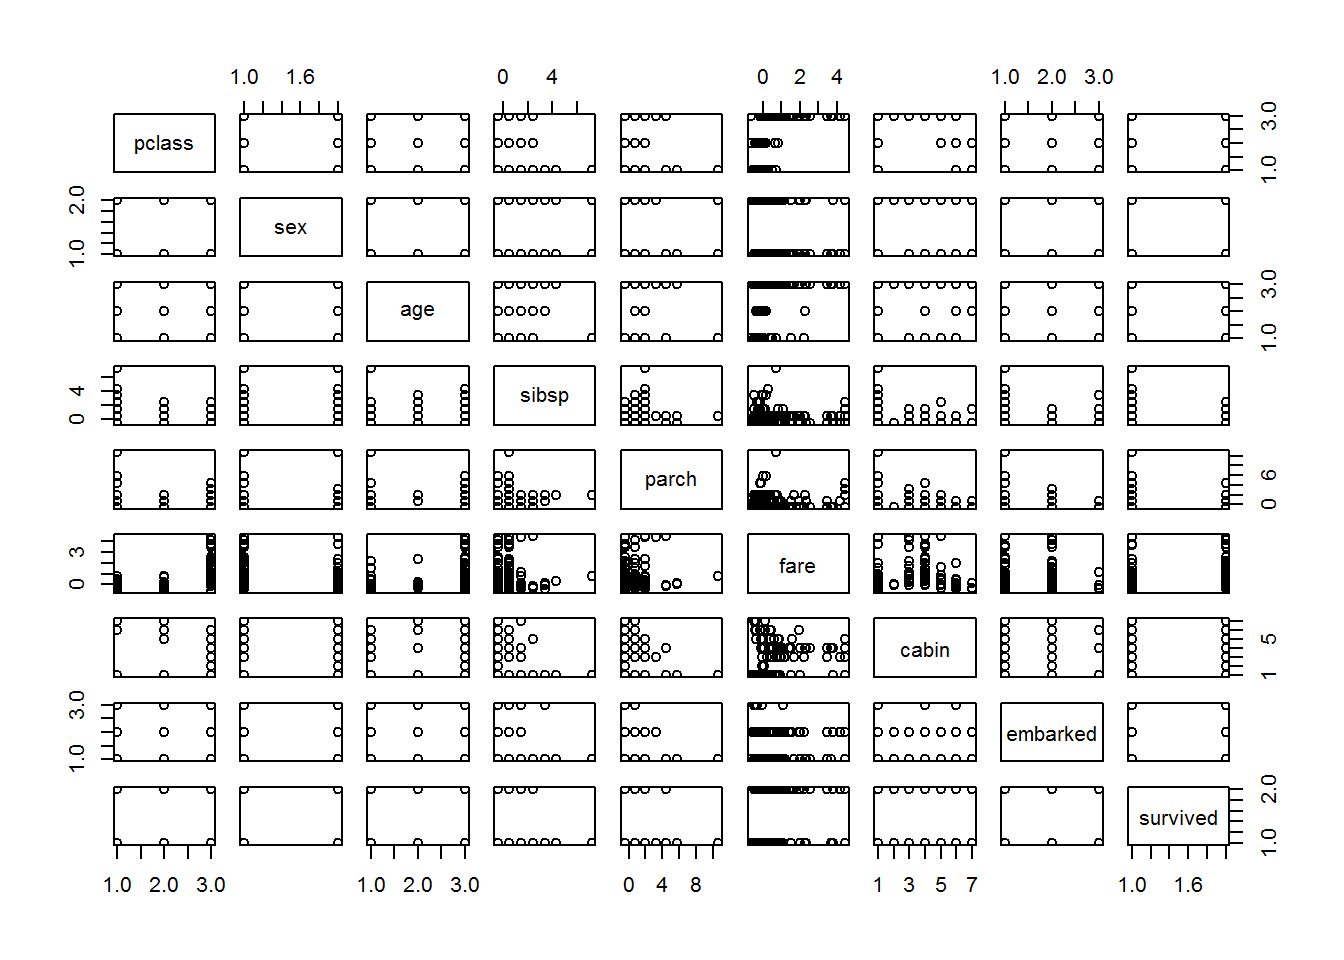 1.0 1.6 0 4 0 2 4 1.0 2.0 3.0
pclass 1.0 3.0
1.0 2.0 sex
age 1.0 3.0
0 4 sibsp
parch 0 6
0 3 fare
cabin 1 5
1.0 3.0 embarked
survived 1.0 2.0
1.0 2.0 3.0 1.0 2.0 3.0 0 4 8 1 3 5 7 1.0 1.6